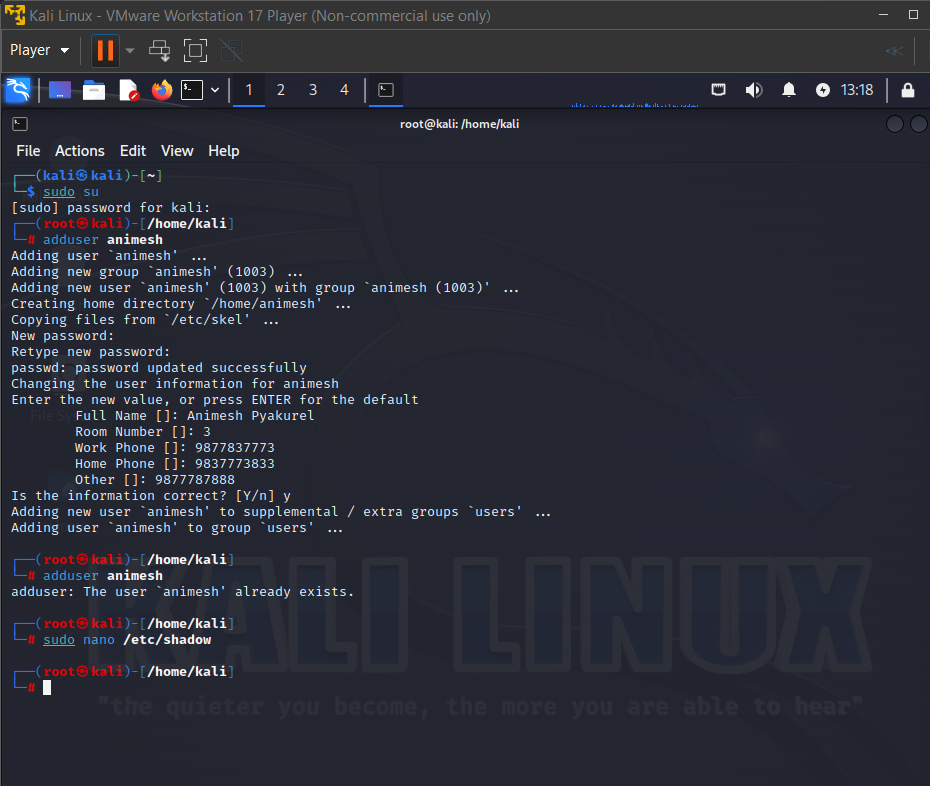 Kali Linux - VMware Workstation 17 Player (Non-commercial use only)
Player
1 2 3 4
13:18
root@kali: /home/kali
File Actions Edit View Help
┌──(kali㉿kali)-[~]
└─$ sudo su
[sudo] password for kali:
┌──(root㉿kali)-[/home/kali]
└─# adduser animesh
Adding user `animesh' ...
Adding new group `animesh' (1003) ...
Adding new user `animesh' (1003) with group `animesh (1003)' ...
Creating home directory `/home/animesh' ...
Copying files from `/etc/skel' ...
New password:
Retype new password:
passwd: password updated successfully
Changing the user information for animesh
Enter the new value, or press ENTER for the default
File Sys
Full Name []: Animesh Pyakurel
Room Number []: 3
Work Phone []: 9877837773
Home Phone []: 9837773833
Other []: 9877787888
Is the information correct? [Y/n] y
Adding new user `animesh' to supplemental / extra groups `users' ...
Adding user `animesh' to group `users' ...
┌──(root㉿kali)-[/home/kali]
└─# adduser animesh
adduser: The user `animesh' already exists.
┌──(root㉿kali)-[/home/kali]
└─# sudo nano /etc/shadow
┌──(root㉿kali)-[/home/kali]
└─#
KALI LINUX
"the quieter you become, the more you are able to hear"